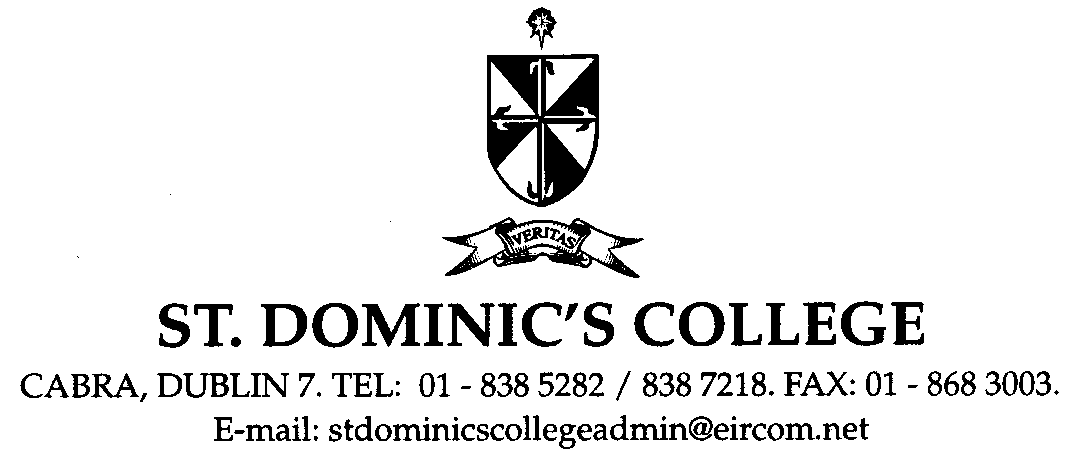 VERITAS
ST. DOMINIC'S COLLEGE
CABRA, DUBLIN 7. TEL: 01 - 838 5282 / 838 7218. FAX: 01 - 868 3003.
E-mail: stdominicscollegeadmin@eircom.net